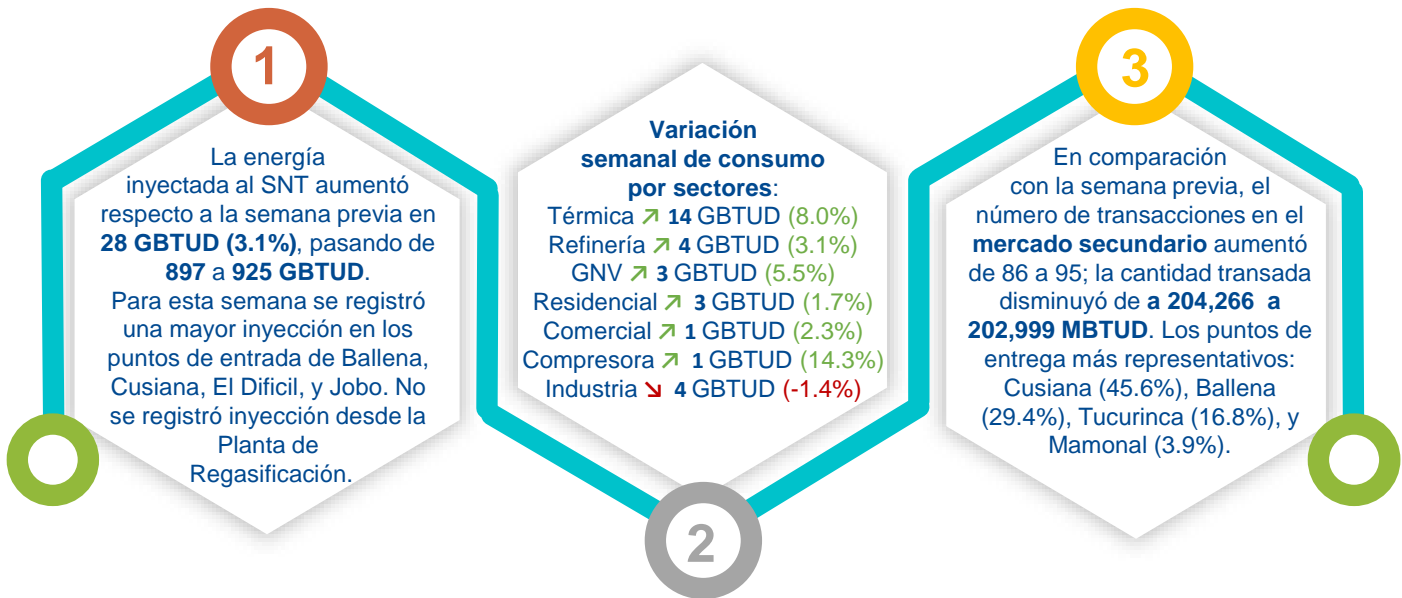 1
La energía
inyectada al SNT aumentó
respecto a la semana previa en
28 GBTUD (3.1%), pasando de
897 a 925 GBTUD.
Para esta semana se registró
una mayor inyección en los
puntos de entrada de Ballena,
Cusiana, El Dificil, y Jobo. No
se registró inyección desde la
Planta de
Regasificación.
Variación
semanal de consumo
por sectores:
Térmica ↗ 14 GBTUD (8.0%)
Refinería ↗ 4 GBTUD (3.1%)
GNV ↗ 3 GBTUD (5.5%)
Residencial ↗ 3 GBTUD (1.7%)
Comercial ↗ 1 GBTUD (2.3%)
Compresora ↗ 1 GBTUD (14.3%)
Industria ↘ 4 GBTUD (-1.4%)
2
3
En comparación
con la semana previa, el
número de transacciones en el
mercado secundario aumentó
de 86 a 95; la cantidad transada
disminuyó de a 204,266 a
202,999 MBTUD. Los puntos de
entrega más representativos:
Cusiana (45.6%), Ballena
(29.4%), Tucurinca (16.8%), y
Mamonal (3.9%).